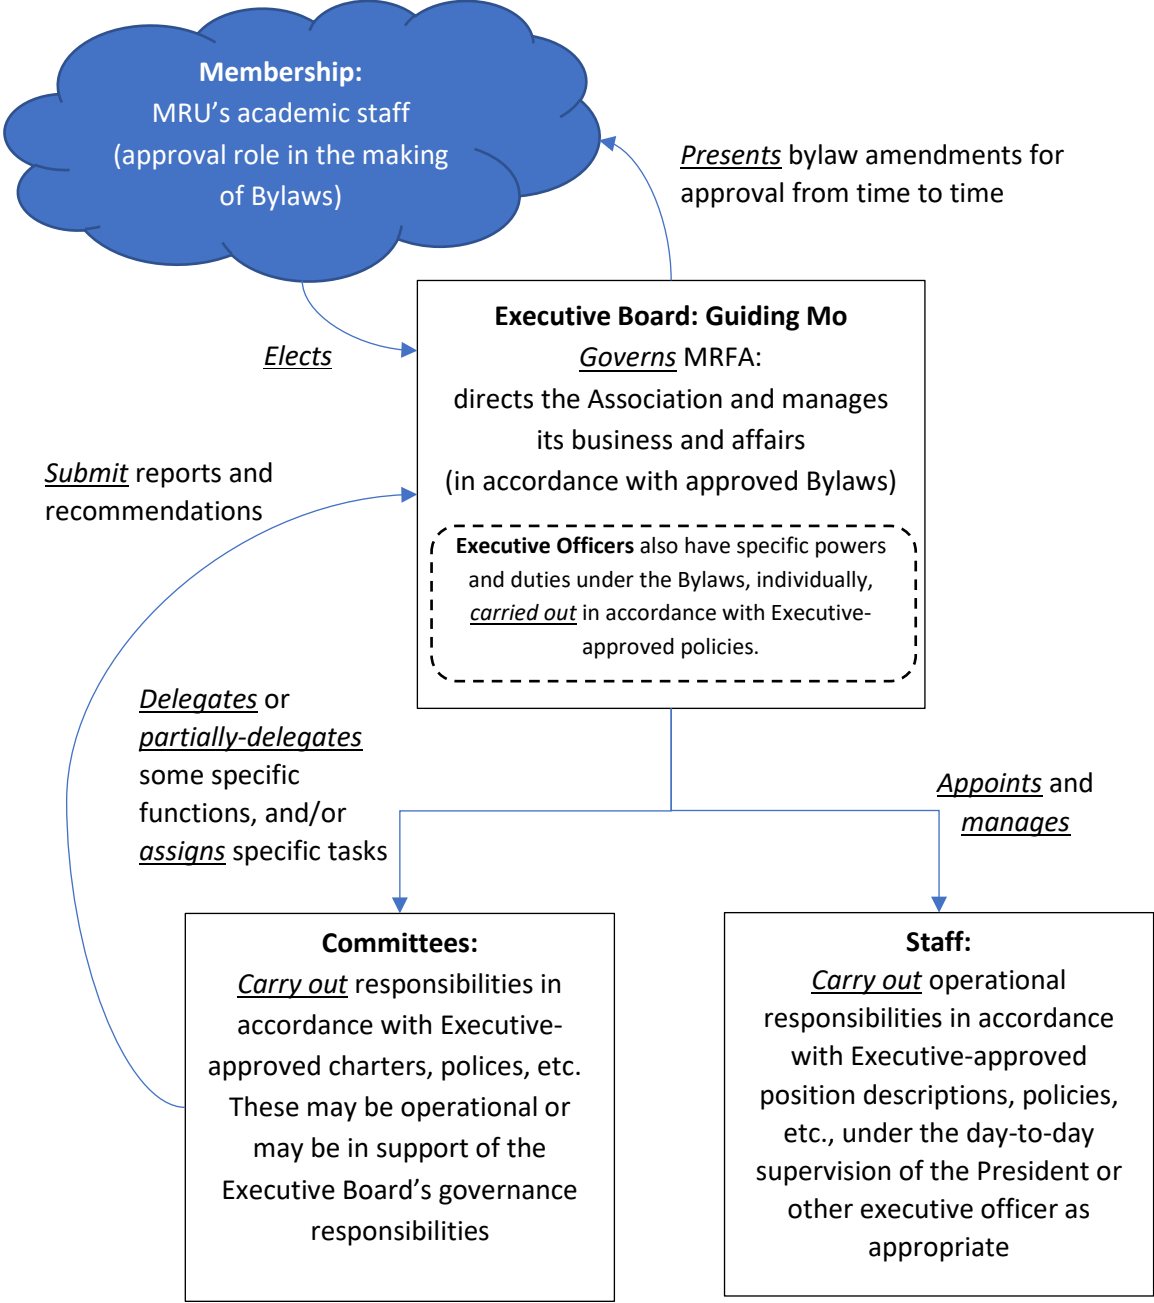 Membership:
MRU’s academic staff
(approval role in the making
of Bylaws)
Presents bylaw amendments for
approval from time to time
Elects
Executive Board: Guiding Mo
Governs MRFA:
directs the Association and manages
its business and affairs
(in accordance with approved Bylaws)
Executive Officers also have specific powers
and duties under the Bylaws, individually,
carried out in accordance with Executive-
approved policies.
Submit reports and
recommendations
Delegates or
partially-delegates
some specific
functions, and/or
assigns specific tasks
Appoints and
manages
Committees:
Carry out responsibilities in
accordance with Executive-
approved charters, polices, etc.
These may be operational or
may be in support of the
Executive Board’s governance
responsibilities
Staff:
Carry out operational
responsibilities in accordance
with Executive-approved
position descriptions, policies,
etc., under the day-to-day
supervision of the President or
other executive officer as
appropriate